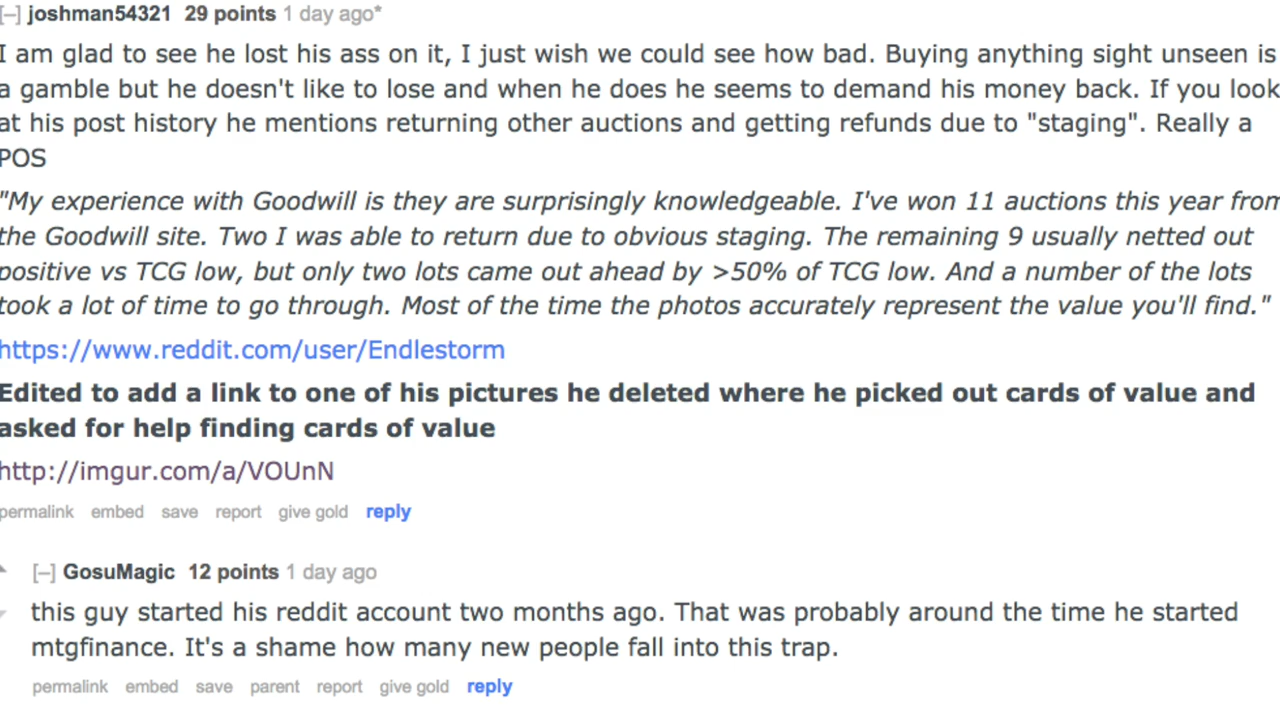 [–] joshman54321 29 points 1 day ago*
I am glad to see he lost his ass on it, I just wish we could see how bad. Buying anything sight unseen is
a gamble but he doesn't like to lose and when he does he seems to demand his money back. If you look
at his post history he mentions returning other auctions and getting refunds due to "staging". Really a
POS
"My experience with Goodwill is they are surprisingly knowledgeable. I've won 11 auctions this year from
the Goodwill site. Two I was able to return due to obvious staging. The remaining 9 usually netted out
positive vs TCG low, but only two lots came out ahead by >50% of TCG low. And a number of the lots
took a lot of time to go through. Most of the time the photos accurately represent the value you'll find."
https://www.reddit.com/user/Endlestorm
Edited to add a link to one of his pictures he deleted where he picked out cards of value and
asked for help finding cards of value
http://imgur.com/a/VOUnN
permalink embed save report give gold reply
[–] GosuMagic 12 points 1 day ago
this guy started his reddit account two months ago. That was probably around the time he started
mtgfinance. It's a shame how many new people fall into this trap.
permalink embed save parent report give gold reply